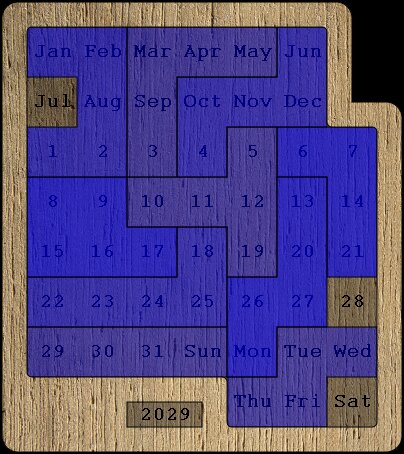 Jan Feb Mar Apr May Jun
Jul Aug Sep Oct Nov Dec
1 2 3 4 5 6 7
8 9 10 11 12 13 14
15 16 17 18 19 20 21
22 23 24 25 26 27 28
29 30 31 Sun Mon Tue Wed
Thu Fri Sat
2029